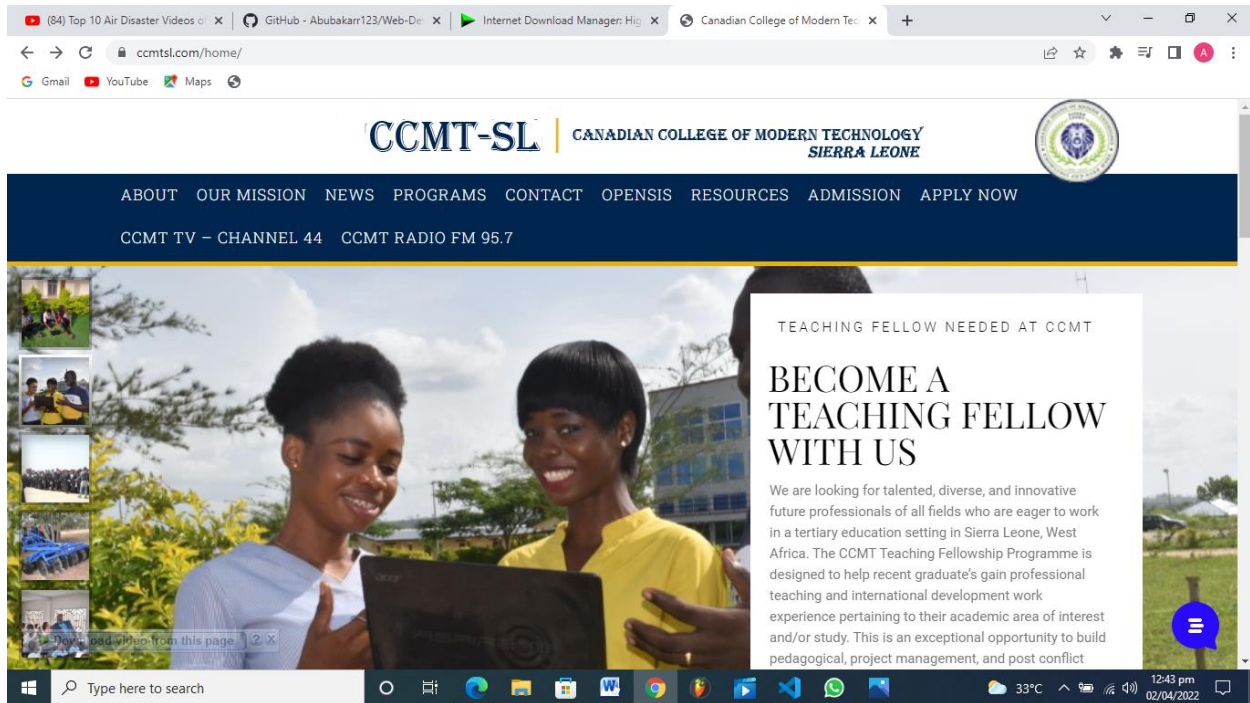 (84) Top 10 Air Disaster Videos of
GitHub - Abubakarr123/Web-De
Internet Download Manager: Hig
Canadian College of Modern Tec
ccmtsl.com/home/
A
Gmail
YouTube
Maps
CCMT-SL
CANADIAN COLLEGE OF MODERN TECHNOLOGY
SIERRA LEONE
ABOUT OUR MISSION NEWS PROGRAMS CONTACT OPENSIS RESOURCES ADMISSION APPLY NOW
CCMT TV – CHANNEL 44 CCMT RADIO FM 95.7
TEACHING FELLOW NEEDED AT CCMT
BECOME A
TEACHING FELLOW
WITH US
We are looking for talented, diverse, and innovative
future professionals of all fields who are eager to work
in a tertiary education setting in Sierra Leone, West
Africa. The CCMT Teaching Fellowship Programme is
designed to help recent graduate's gain professional
teaching and international development work
experience pertaining to their academic area of interest
and/or study. This is an exceptional opportunity to build
pedagogical, project management, and post conflict
acer
Download video from this page ? X
Type here to search
33°C
12:43 pm
02/04/2022